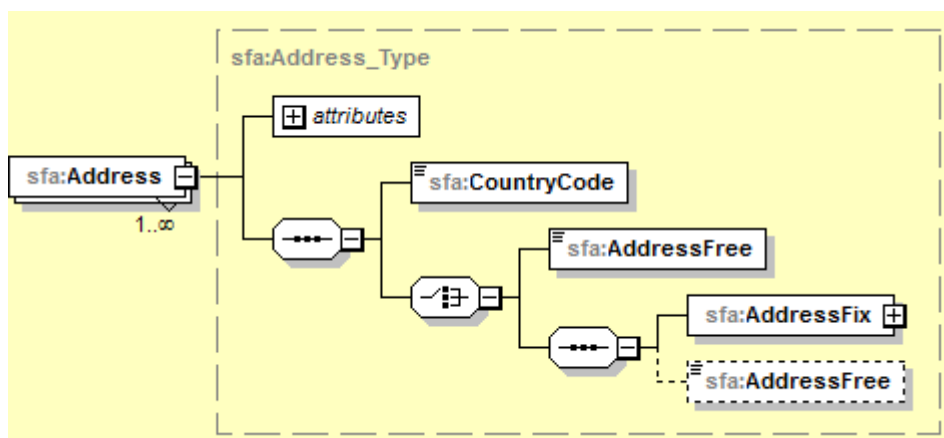 sfa:Address_Type
attributes
sfa:Address
1..∞
sfa:CountryCode
sfa:AddressFree
sfa:AddressFix
sfa:AddressFree